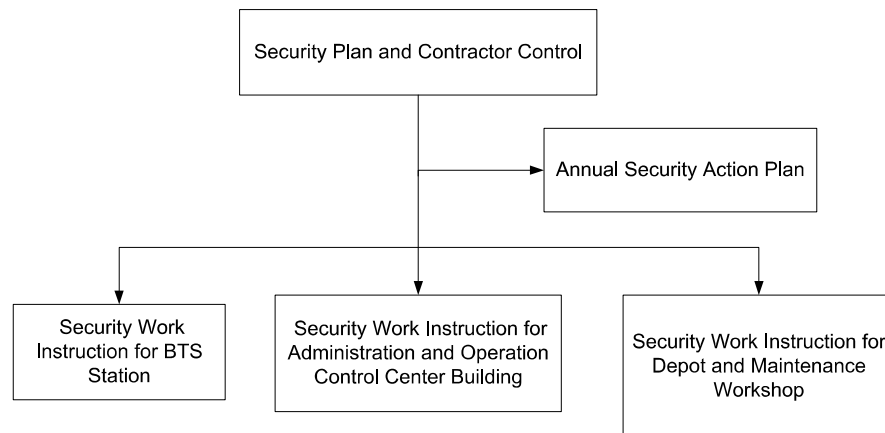 Security Plan and Contractor Control
Annual Security Action Plan
Security Work
Instruction for BTS
Station
Security Work Instruction for
Administration and Operation
Control Center Building
Security Work Instruction for
Depot and Maintenance
Workshop